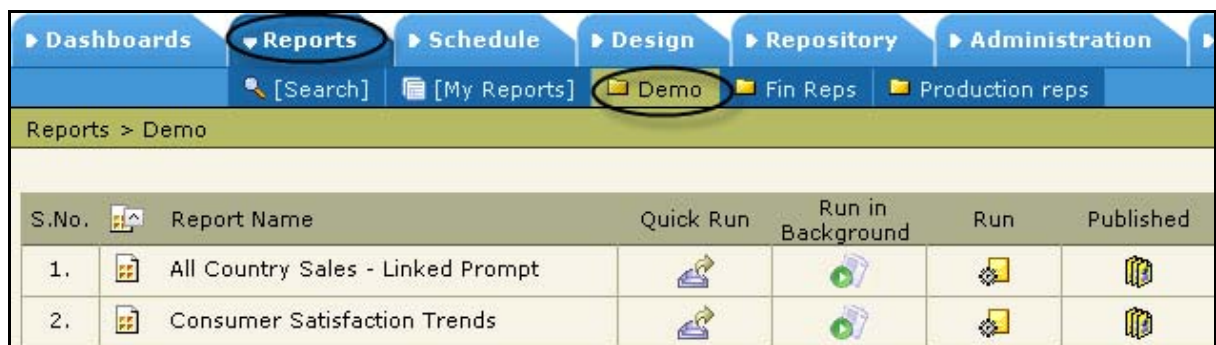 Dashboards Reports Schedule Design Repository Administration
[Search] [My Reports] Demo Fin Reps Production reps
Reports > Demo
S.No. Report Name Quick Run Run in Background Run Published
1. All Country Sales - Linked Prompt
2. Consumer Satisfaction Trends